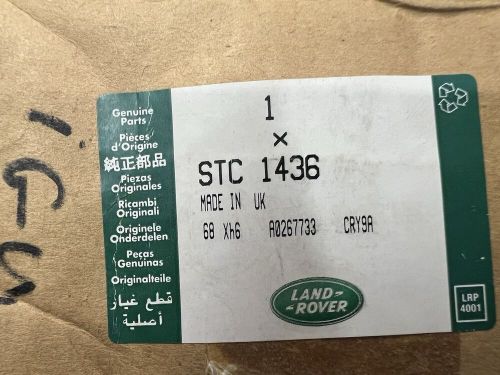 Genuine
Parts
Pièces
d'Origine
純正部品
Piezas
Originales
Ricambi
Originali
Originele
Onderdelen
Peças
Genuinas
Originalteile
قطع غيار
أصلية
1
×
STC 1436
MADE IN UK
68 Xh6 A0267733 CRY9A
LAND-
ROVER
LRP
4001